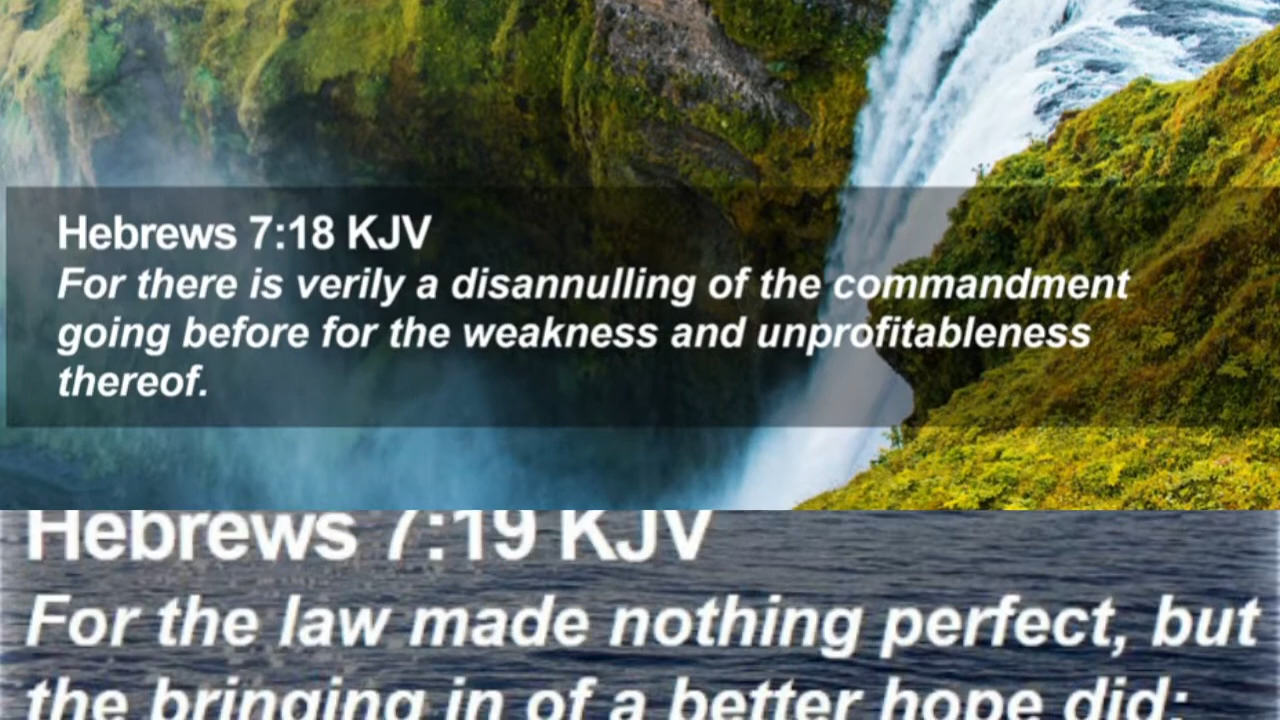 Hebrews 7:18 KJV
For there is verily a disannulling of the commandment
going before for the weakness and unprofitableness
thereof.
Hebrews 7:19 KJV
For the law made nothing perfect, but
the bringing in of a better hope did;